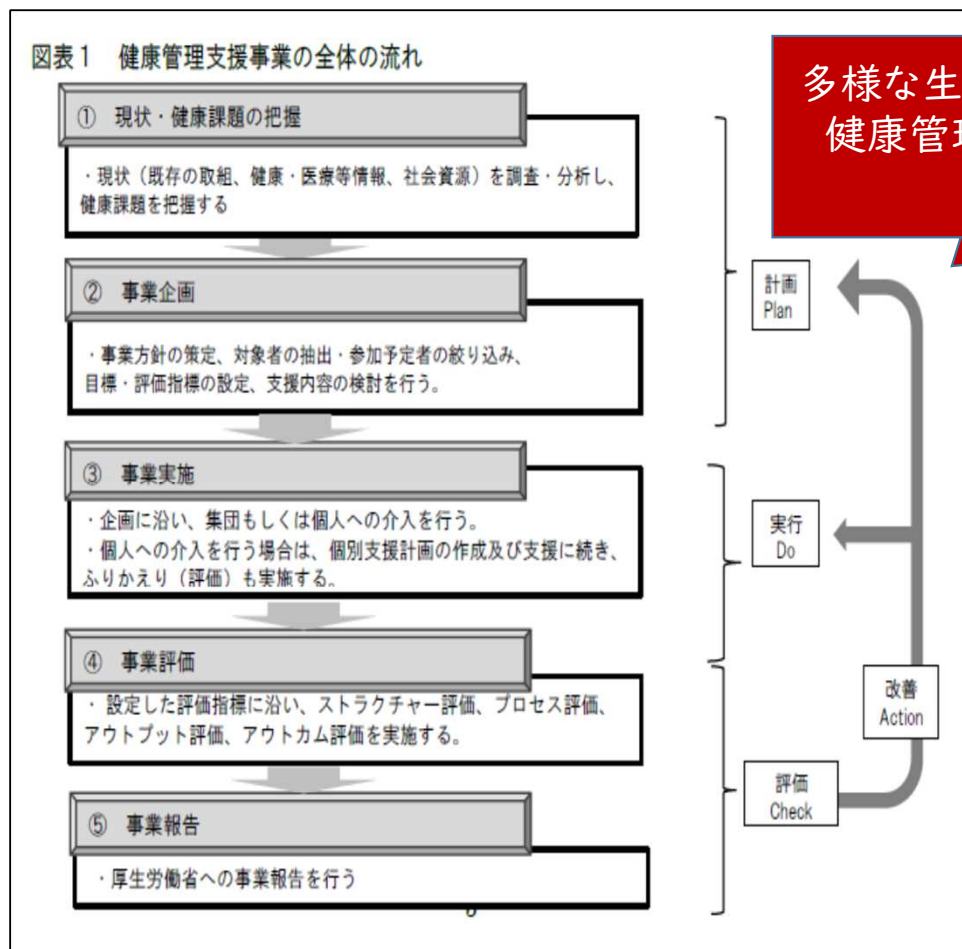 図表1 健康管理支援事業の全体の流れ
① 現状・健康課題の把握
・現状(既存の取組、健康・医療等情報、社会資源)を調査・分析し、
健康課題を把握する
② 事業企画
・事業方針の策定、対象者の抽出・参加予定者の絞り込み、
目標・評価指標の設定、支援内容の検討を行う。
③ 事業実施
・企画に沿い、集団もしくは個人への介入を行う。
・個人への介入を行う場合は、個別支援計画の作成及び支援に続き、
ふりかえり(評価)も実施する。
④ 事業評価
・ 設定した評価指標に沿い、ストラクチャー評価、プロセス評価、
アウトプット評価、アウトカム評価を実施する。
⑤ 事業報告
・厚生労働省への事業報告を行う
多様な生
健康管理
計画
Plan
実行
Do
改善
Action
評価
Check